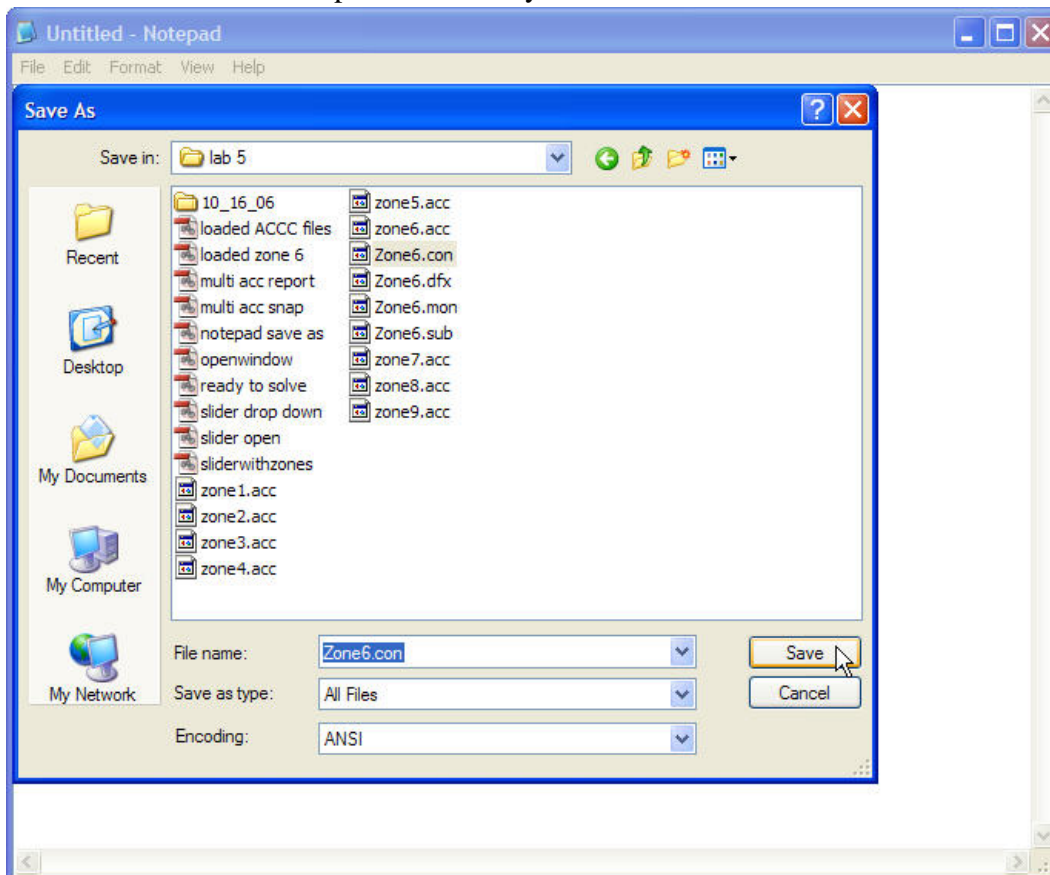 Untitled - Notepad
File Edit Format View Help
Save As
Save in: lab 5
Recent
Desktop
My Documents
My Computer
My Network
10_16_06
loaded ACCC files
loaded zone 6
multi acc report
multi acc snap
notepad save as
openwindow
ready to solve
slider drop down
slider open
sliderwithzones
zone1.acc
zone2.acc
zone3.acc
zone4.acc
zone5.acc
zone6.acc
Zone6.con
Zone6.dfx
Zone6.mon
Zone6.sub
zone7.acc
zone8.acc
zone9.acc
File name: Zone6.con
Save
Save as type: All Files
Cancel
Encoding: ANSI